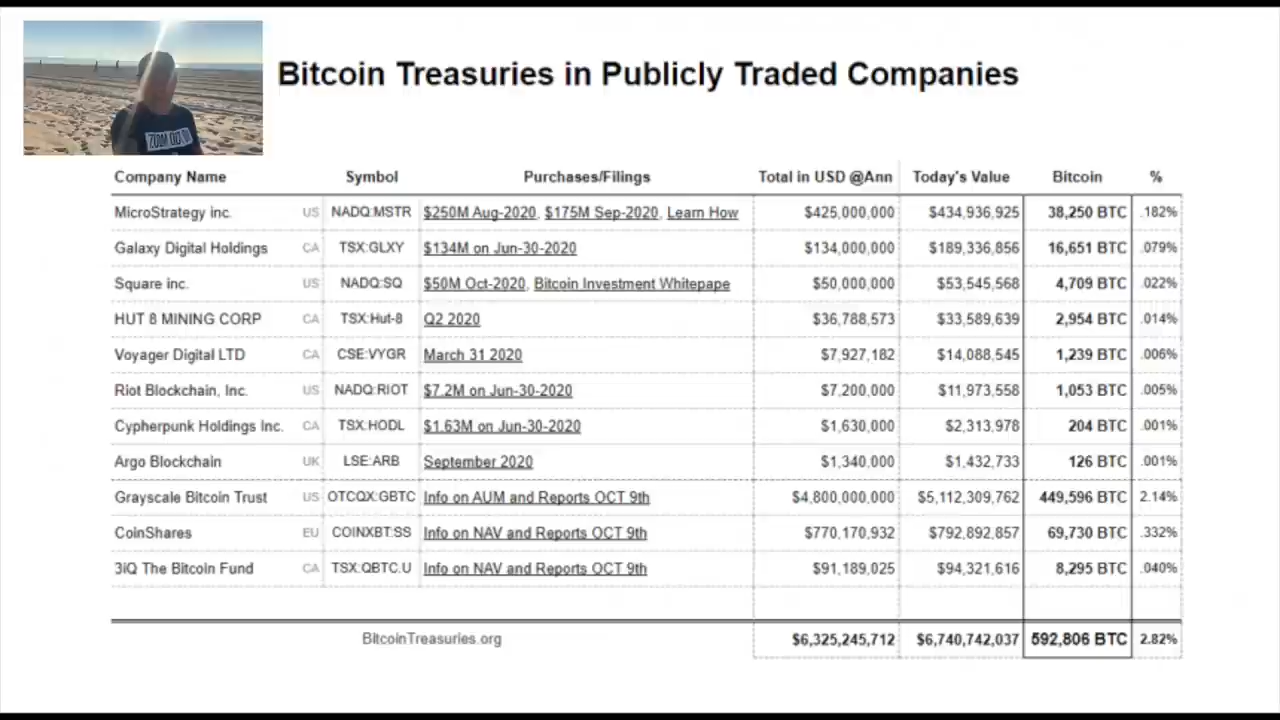 Bitcoin Treasuries in Publicly Traded Companies
ZOOM OUT
Company Name Symbol Purchases/Filings Total in USD @Ann Today's Value Bitcoin %
MicroStrategy inc. US NADQ:MSTR $250M Aug-2020, $175M Sep-2020, Learn How $425,000,000 $434,936,925 38,250 BTC .182%
Galaxy Digital Holdings CA TSX:GLXY $134M on Jun-30-2020 $134,000,000 $189,336,856 16,651 BTC .079%
Square inc. US NADQ:SQ $50M Oct-2020, Bitcoin Investment Whitepape $50,000,000 $53,545,568 4,709 BTC .022%
HUT 8 MINING CORP CA TSX:Hut-8 Q2 2020 $36,788,573 $33,589,639 2,954 BTC .014%
Voyager Digital LTD CA CSE:VYGR March 31 2020 $7,927,182 $14,088,545 1,239 BTC .006%
Riot Blockchain, Inc. US NADQ:RIOT $7.2M on Jun-30-2020 $7,200,000 $11,973,558 1,053 BTC .005%
Cypherpunk Holdings Inc. CA TSX:HODL $1.63M on Jun-30-2020 $1,630,000 $2,313,978 204 BTC .001%
Argo Blockchain UK LSE:ARB September 2020 $1,340,000 $1,432,733 126 BTC .001%
Grayscale Bitcoin Trust US OTCQX:GBTC Info on AUM and Reports OCT 9th $4,800,000,000 $5,112,309,762 449,596 BTC 2.14%
CoinShares EU COINXBT:SS Info on NAV and Reports OCT 9th $770,170,932 $792,892,857 69,730 BTC .332%
3iQ The Bitcoin Fund CA TSX:QBTC.U Info on NAV and Reports OCT 9th $91,189,025 $94,321,616 8,295 BTC .040%
BitcoinTreasuries.org $6,325,245,712 $6,740,742,037 592,806 BTC 2.82%